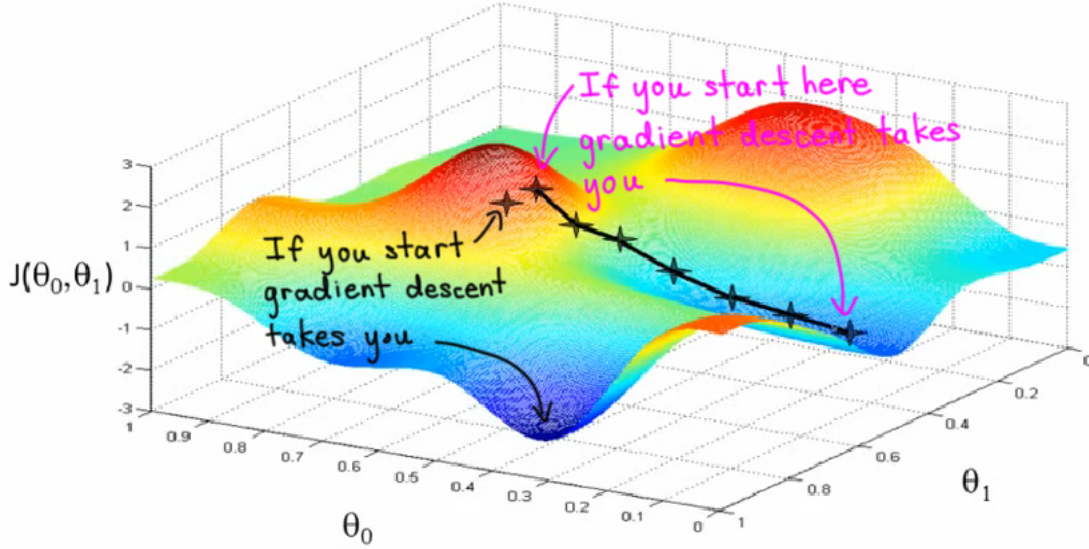 If you start here
gradient descent takes
you
If you start
gradient descent
takes you
J(θ₀,θ₁)
3
2
1
0
-1
-2
-3
1
0.9
0.8
0.7
0.6
0.5
0.4
0.3
0.2
0.1
0
θ₀
1
0.8
0.6
0.4
0.2
0
θ₁